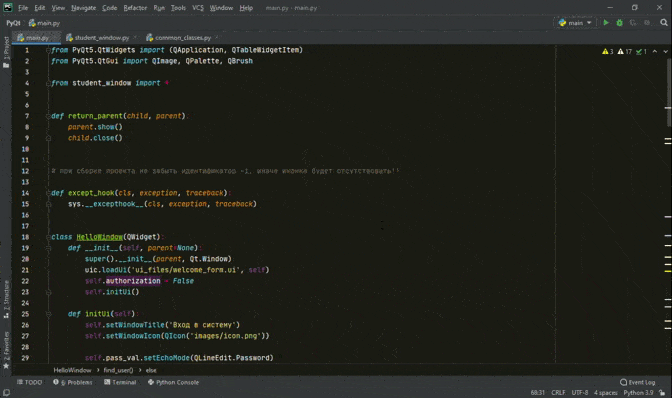 File Edit View Navigate Code Refactor Run Tools VCS Window Help main.py - main.py
PyQt main.py main
main.py student_window.py common_classes.py
1 from PyQt5.QtWidgets import (QApplication, QTableWidgetItem) 3 17 1
2 from PyQt5.QtGui import QImage, QPalette, QBrush
3
4 from student_window import *
5
6
7 def return_parent(child, parent):
8 parent.show()
9 child.close()
10
11
12 # при сборке проекта не забыть идентификатор -i, иначе иконка будет отсутствовать!!
13
14 def except_hook(cls, exception, traceback):
15 sys.__excepthook__(cls, exception, traceback)
16
17
18 class HelloWindow(QWidget):
19 def __init__(self, parent=None):
20 super().__init__(parent, Qt.Window)
21 uic.loadUi('ui_files/welcome_form.ui', self)
22 self.authorization = False
23 self.initUi()
24
25 def initUi(self):
26 self.setWindowTitle('Вход в систему')
27 self.setWindowIcon(QIcon('images/icon.png'))
28
29 self.pass_val.setEchoMode(QLineEdit.Password)
HelloWindow find_user() else
TODO 6: Problems Terminal Python Console Event Log
68:31 CRLF UTF-8 4 spaces Python 3.9
1: Project
7: Structure
2: Favorites